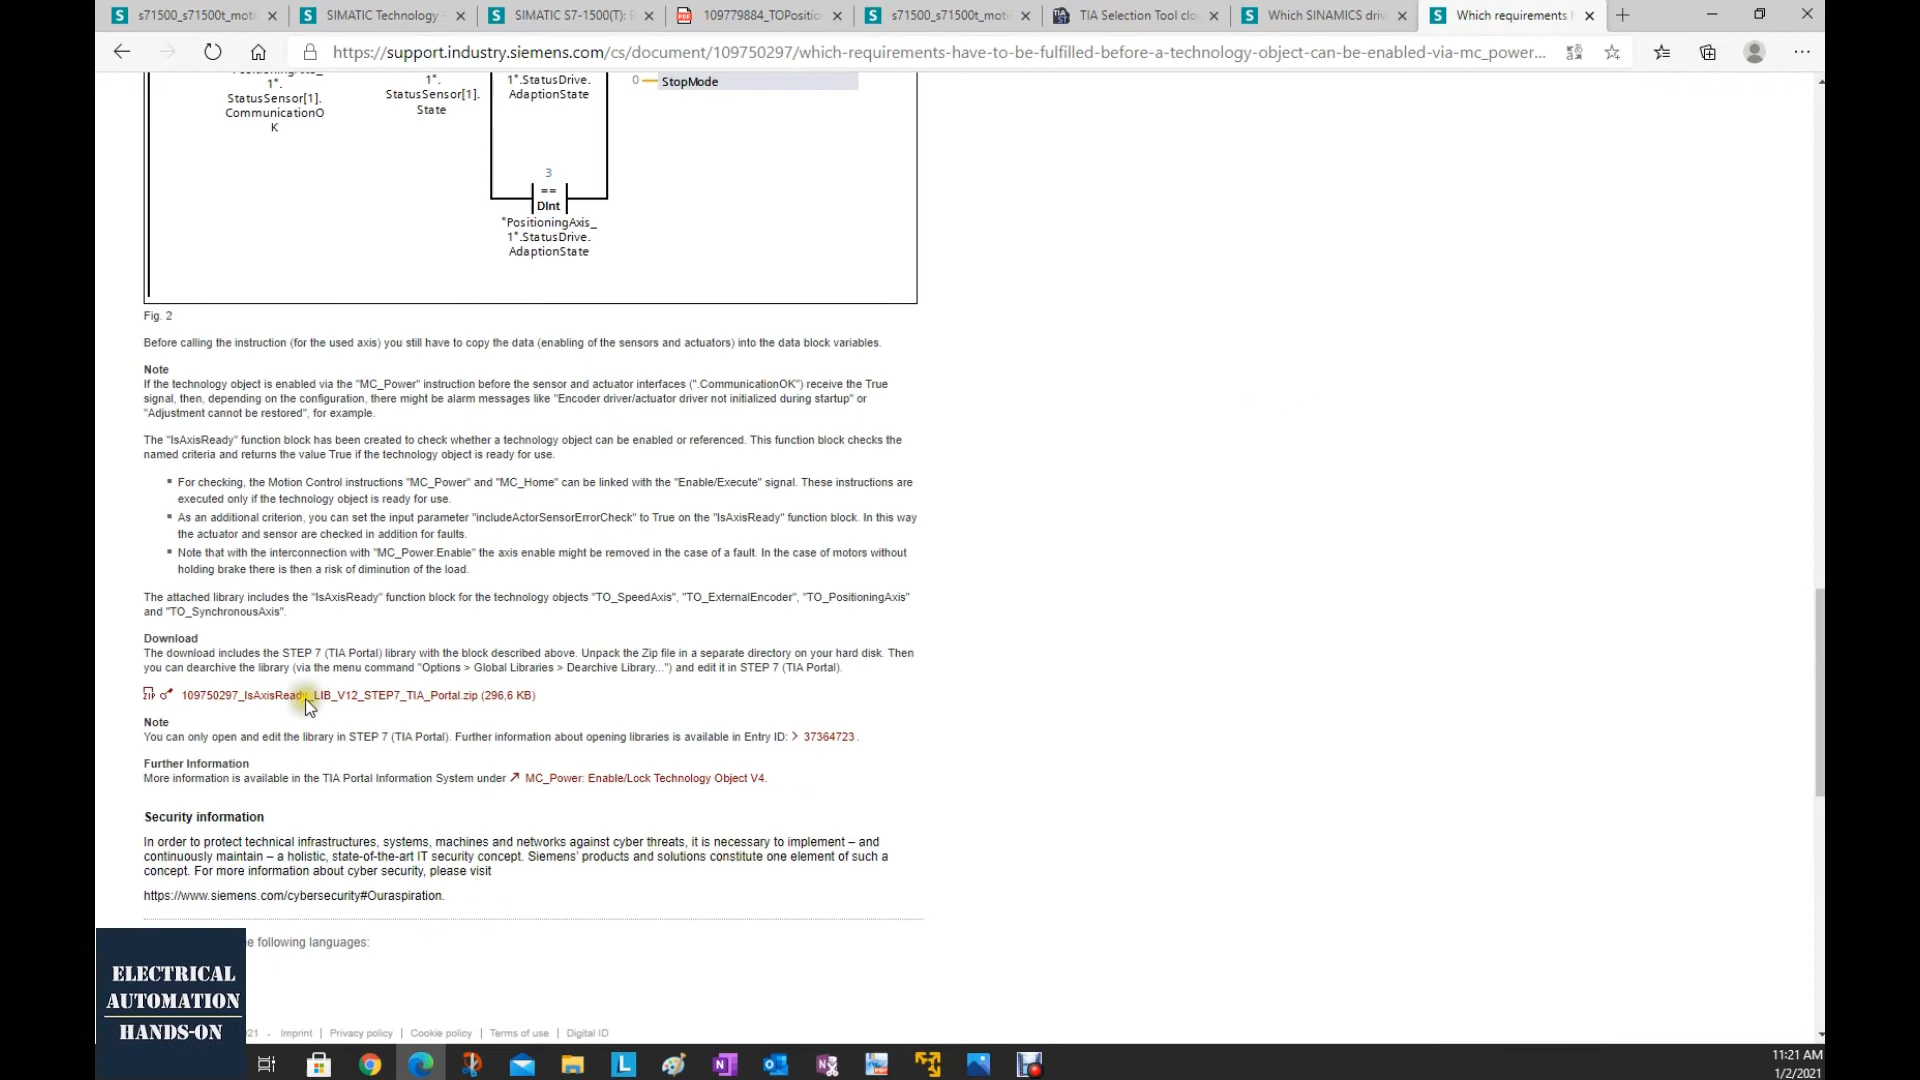 s71500_s71500t_moti
SIMATIC Technology -
SIMATIC S7-1500(T):
109779884_TOPositio
s71500_s71500t_moti
TIA Selection Tool clo
Which SINAMICS driv
Which requirements h
https://support.industry.siemens.com/cs/document/109750297/which-requirements-have-to-be-fulfilled-before-a-technology-object-can-be-enabled-via-mc_power...
1".
StatusSensor[1].
CommunicationO
K
1".
StatusSensor[1].
State
1".StatusDrive.
AdaptionState
0
StopMode
3
==
DInt
"PositioningAxis_
1".StatusDrive.
AdaptionState
Fig. 2
Before calling the instruction (for the used axis) you still have to copy the data (enabling of the sensors and actuators) into the data block variables.
Note
If the technology object is enabled via the "MC_Power" instruction before the sensor and actuator interfaces (".CommunicationOK") receive the True
signal, then, depending on the configuration, there might be alarm messages like "Encoder driver/actuator driver not initialized during startup" or
"Adjustment cannot be restored", for example.
The "IsAxisReady" function block has been created to check whether a technology object can be enabled or referenced. This function block checks the
named criteria and returns the value True if the technology object is ready for use.
▪ For checking, the Motion Control instructions "MC_Power" and "MC_Home" can be linked with the "Enable/Execute" signal. These instructions are
executed only if the technology object is ready for use.
▪ As an additional criterion, you can set the input parameter "includeActorSensorErrorCheck" to True on the "IsAxisReady" function block. In this way
the actuator and sensor are checked in addition for faults.
▪ Note that with the interconnection with "MC_Power.Enable" the axis enable might be removed in the case of a fault. In the case of motors without
holding brake there is then a risk of diminution of the load.
The attached library includes the "IsAxisReady" function block for the technology objects "TO_SpeedAxis", "TO_ExternalEncoder", "TO_PositioningAxis"
and "TO_SynchronousAxis".
Download
The download includes the STEP 7 (TIA Portal) library with the block described above. Unpack the Zip file in a separate directory on your hard disk. Then
you can dearchive the library (via the menu command "Options > Global Libraries > Dearchive Library...") and edit it in STEP 7 (TIA Portal).
109750297_IsAxisReady_LIB_V12_STEP7_TIA_Portal.zip (296,6 KB)
Note
You can only open and edit the library in STEP 7 (TIA Portal). Further information about opening libraries is available in Entry ID: > 37364723.
Further Information
More information is available in the TIA Portal Information System under MC_Power: Enable/Lock Technology Object V4.
Security information
In order to protect technical infrastructures, systems, machines and networks against cyber threats, it is necessary to implement – and
continuously maintain – a holistic, state-of-the-art IT security concept. Siemens' products and solutions constitute one element of such a
concept. For more information about cyber security, please visit
https://www.siemens.com/cybersecurity#Ouraspiration.
e following languages:
ELECTRICAL
AUTOMATION
HANDS-ON
21 - Imprint | Privacy policy | Cookie policy | Terms of use | Digital ID
11:21 AM
1/2/2021